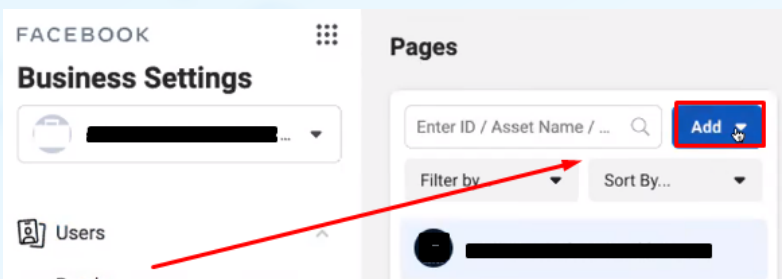 FACEBOOK
Business Settings
Users
Pages
Enter ID / Asset Name / ...
Add
Filter by
Sort By...